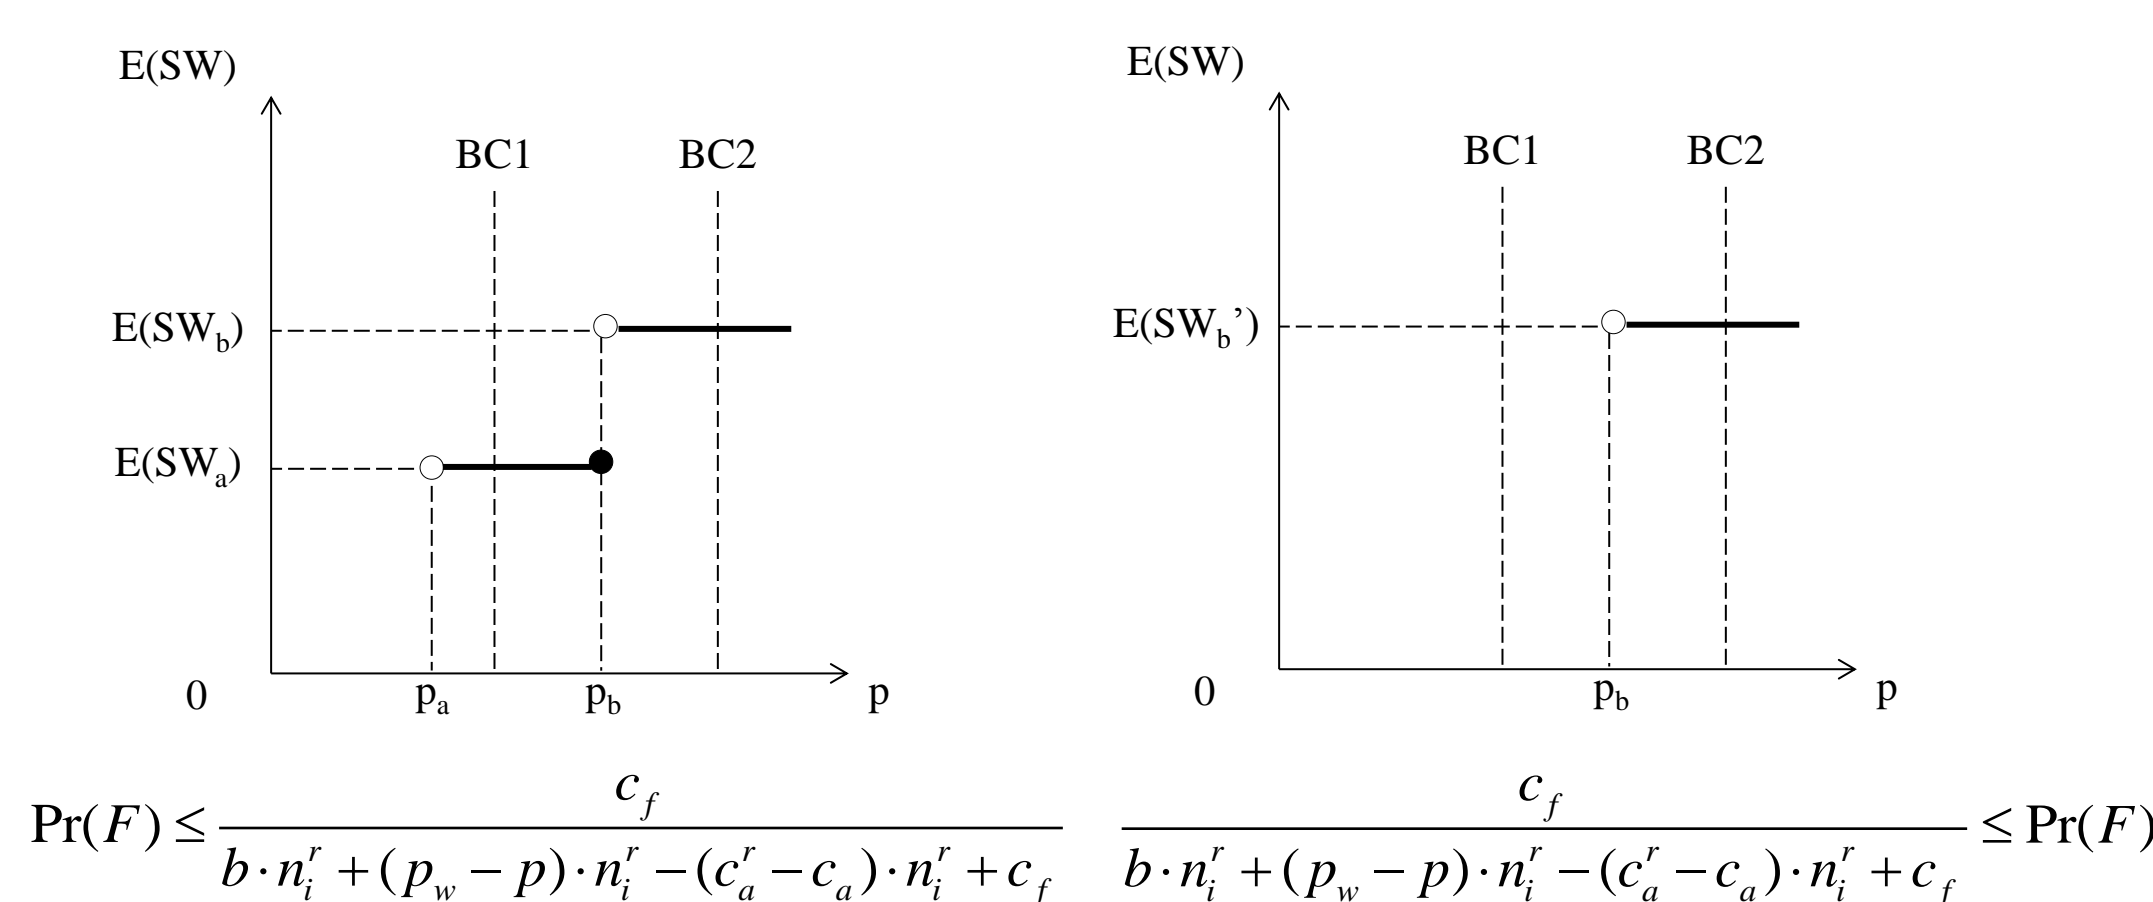 E(SW)
BC1 BC2
E(SW_b)
E(SW_a)
0 p_a p_b p
Pr(F) ≤ c_f / (b · n_i^r + (p_w − p) · n_i^r − (c_a^r − c_a) · n_i^r + c_f)
E(SW)
BC1 BC2
E(SW_b’)
0 p_b p
c_f / (b · n_i^r + (p_w − p) · n_i^r − (c_a^r − c_a) · n_i^r + c_f) ≤ Pr(F)